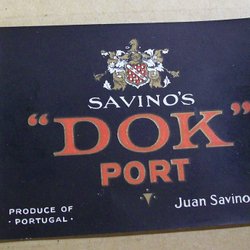 SAVINO'S
"DOK"
PORT
PRODUCE OF
· PORTUGAL ·
Juan Savino